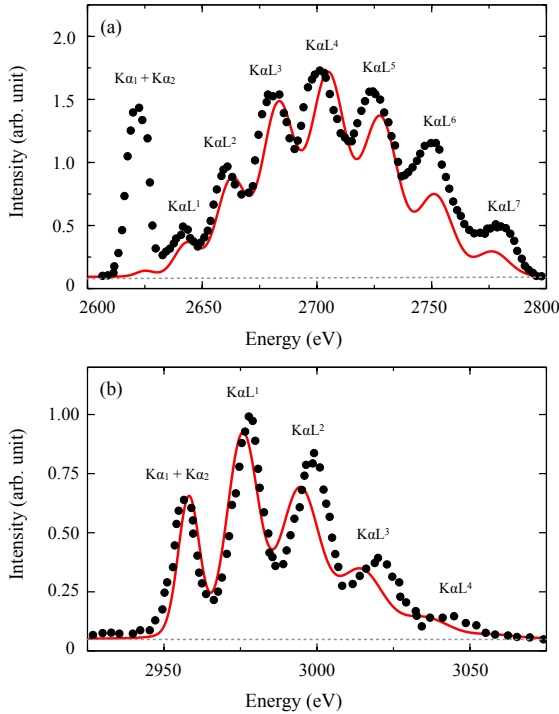 (a)
2.0
1.5
1.0
0.5
0
Intensity (arb. unit)
Kα₁ + Kα₂
KαL¹
KαL²
KαL³
KαL⁴
KαL⁵
KαL⁶
KαL⁷
2600 2650 2700 2750 2800
Energy (eV)
(b)
1.00
0.75
0.50
0.25
0
Intensity (arb. unit)
Kα₁ + Kα₂
KαL¹
KαL²
KαL³
KαL⁴
2950 3000 3050
Energy (eV)